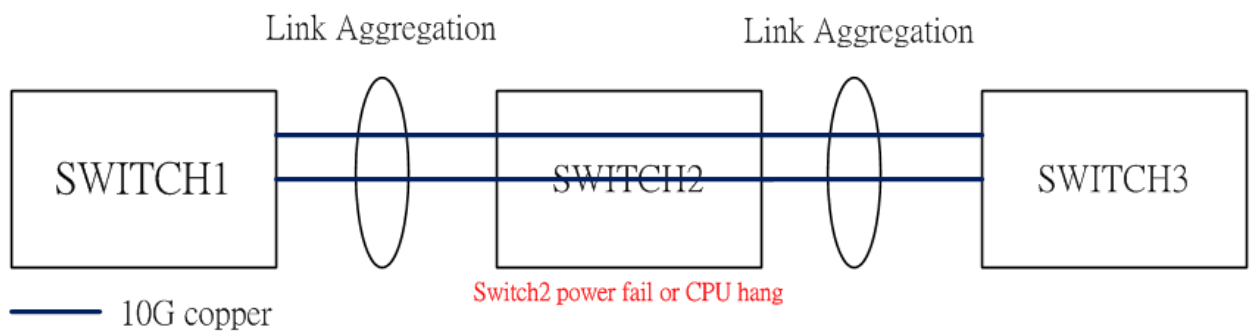 Link Aggregation
Link Aggregation
SWITCH1
SWITCH2
SWITCH3
Switch2 power fail or CPU hang
10G copper